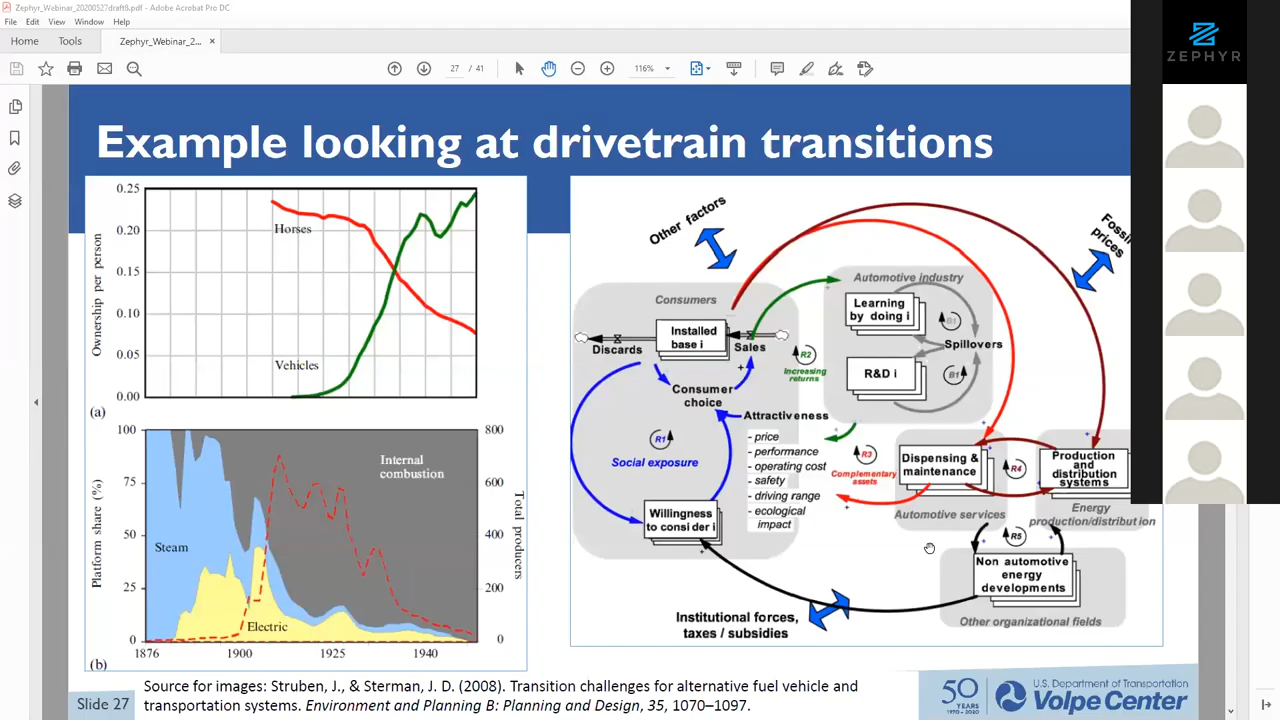 Zephyr_Webinar_20200527draft8.pdf - Adobe Acrobat Pro DC
File Edit View Window Help
Home Tools Zephyr_Webinar_2... ×
27 / 41 116%
ZEPHYR
Example looking at drivetrain transitions
0.25
0.20
0.15
0.10
0.05
0.00
Ownership per person
Horses
Vehicles
(a)
100
75
50
25
0
Platform share (%)
800
600
400
200
0
Total producers
Internal
combustion
Steam
Electric
1876 1900 1925 1940
(b)
Other factors
Fossil
prices
Consumers
Installed
base i
Discards
Sales
Consumer
choice
Attractiveness
- price
- performance
- operating cost
- safety
- driving range
- ecological
impact
R1
Social exposure
Willingness
to consider i
R2
Increasing
returns
Automotive industry
Learning
by doing i
B1
Spillovers
R&D i
B1
R3
Complementary
assets
Dispensing &
maintenance
Automotive services
R4
Production
and
distribution
systems
Energy
production/distribution
R5
Non automotive
energy
developments
Other organizational fields
Institutional forces,
taxes / subsidies
Slide 27
Source for images: Struben, J., & Sterman, J. D. (2008). Transition challenges for alternative fuel vehicle and
transportation systems. Environment and Planning B: Planning and Design, 35, 1070–1097.
50
YEARS
1970–2020
U.S. Department of Transportation
Volpe Center